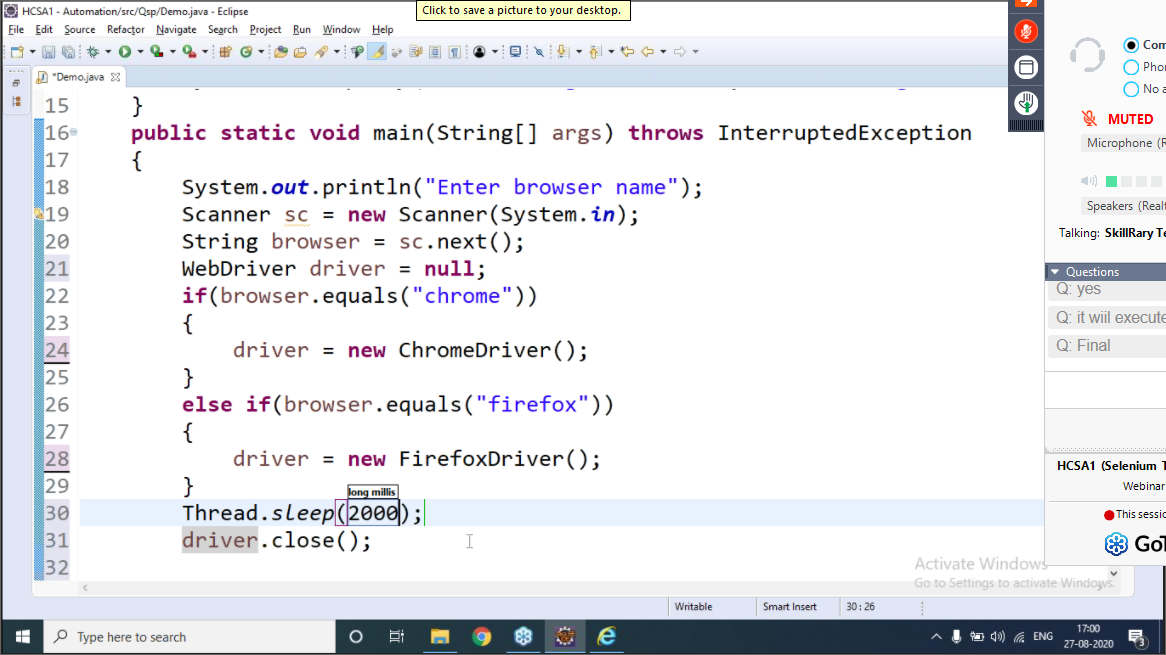 HCSA1 - Automation/src/Qsp/Demo.java - Eclipse
Click to save a picture to your desktop.
File Edit Source Refactor Navigate Search Project Run Window Help
*Demo.java
15 }
16 public static void main(String[] args) throws InterruptedException
17 {
18 System.out.println("Enter browser name");
19 Scanner sc = new Scanner(System.in);
20 String browser = sc.next();
21 WebDriver driver = null;
22 if(browser.equals("chrome"))
23 {
24 driver = new ChromeDriver();
25 }
26 else if(browser.equals("firefox"))
27 {
28 driver = new FirefoxDriver();
29 }
long millis
30 Thread.sleep(2000);
31 driver.close();
32
Com
Phon
No a
MUTED
Microphone (R
Speakers (Realt
Talking: SkillRary Te
Questions
Q: yes
Q: it wiil execute
Q: Final
HCSA1 (Selenium T
Webinar
This sessio
GoT
Activate Windows
Go to Settings to activate Windows.
Writable Smart Insert 30 : 26
Type here to search
ENG
17:00
27-08-2020
3